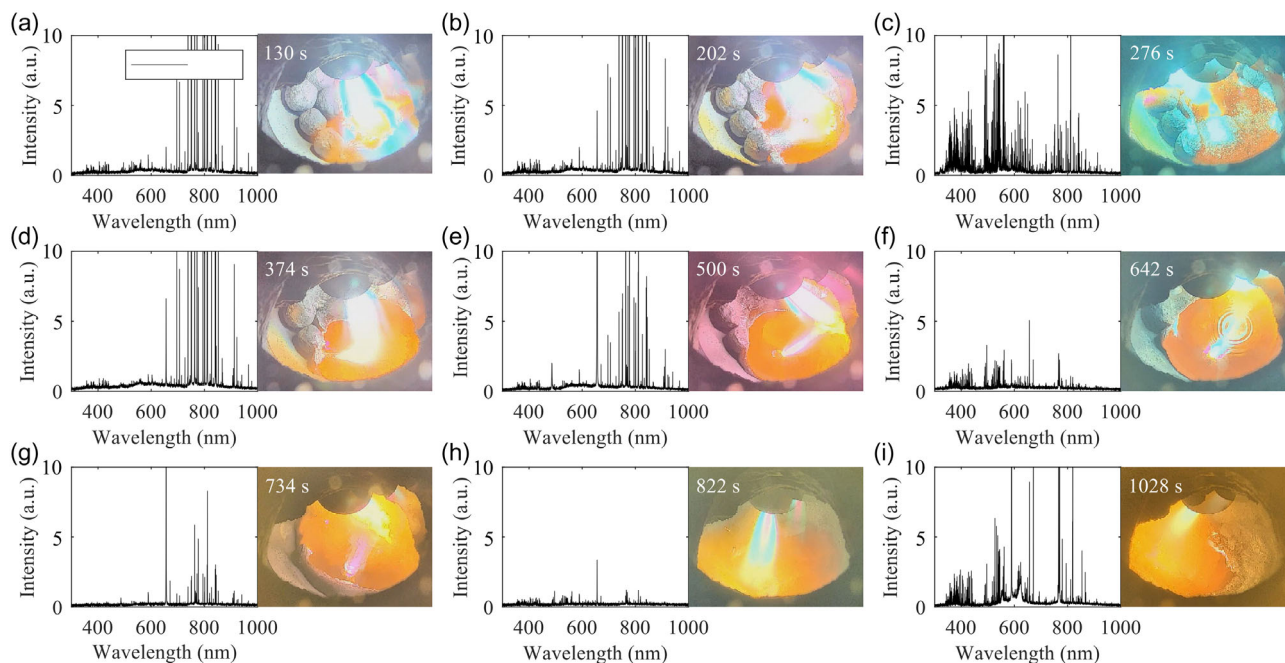 (a)
10
5
0
Intensity (a.u.)
400 600 800 1000
Wavelength (nm)
130 s
(b)
10
5
0
Intensity (a.u.)
400 600 800 1000
Wavelength (nm)
202 s
(c)
10
5
0
Intensity (a.u.)
400 600 800 1000
Wavelength (nm)
276 s
(d)
10
5
0
Intensity (a.u.)
400 600 800 1000
Wavelength (nm)
374 s
(e)
10
5
0
Intensity (a.u.)
400 600 800 1000
Wavelength (nm)
500 s
(f)
10
5
0
Intensity (a.u.)
400 600 800 1000
Wavelength (nm)
642 s
(g)
10
5
0
Intensity (a.u.)
400 600 800 1000
Wavelength (nm)
734 s
(h)
10
5
0
Intensity (a.u.)
400 600 800 1000
Wavelength (nm)
822 s
(i)
10
5
0
Intensity (a.u.)
400 600 800 1000
Wavelength (nm)
1028 s